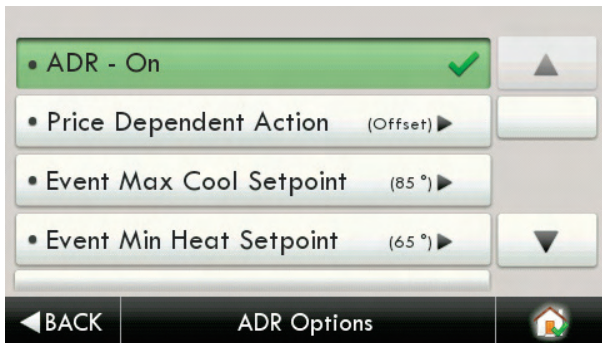 • ADR - On
• Price Dependent Action (Offset)
• Event Max Cool Setpoint (85 °)
• Event Min Heat Setpoint (65 °)
BACK ADR Options